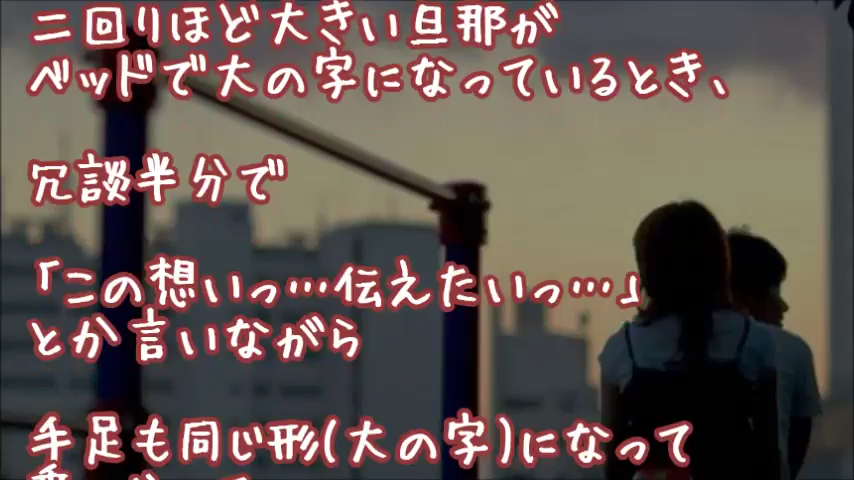 二回りほど大きい旦那が
ベッドで大の字になっているとき、
冗談半分で
「この想いっ…伝えたいっ…」
とか言いながら
手足も同じ形(大の字)になって